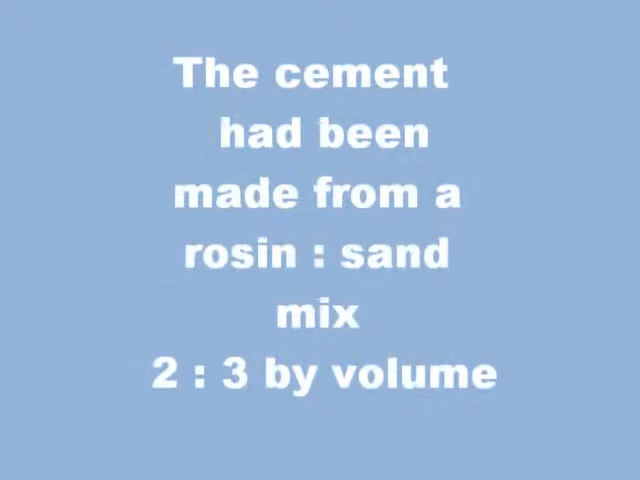 The cement
had been
made from a
rosin : sand
mix
2 : 3 by volume